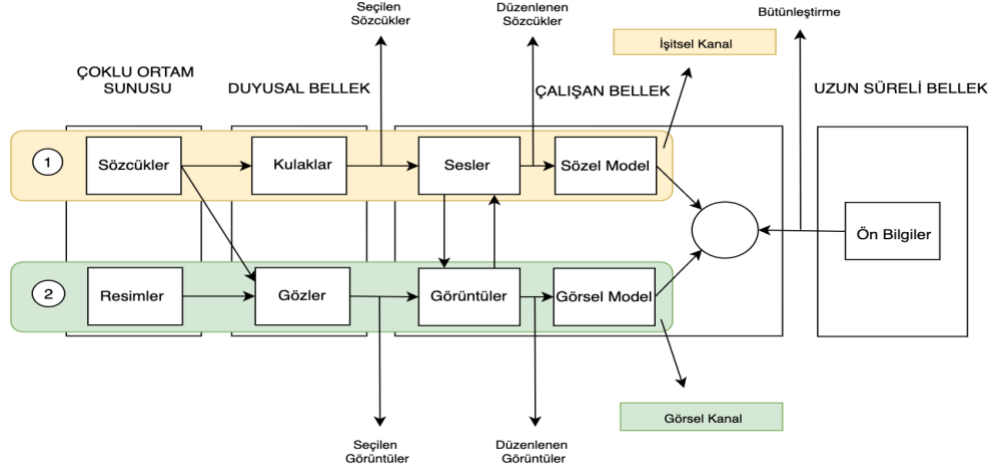 Seçilen
Sözcükler
Düzenlenen
Sözcükler
Bütünleştirme
İşitsel Kanal
ÇOKLU ORTAM
SUNUSU
DUYUSAL BELLEK
ÇALIŞAN BELLEK
UZUN SÜRELİ BELLEK
1
Sözcükler
Kulaklar
Sesler
Sözel Model
Ön Bilgiler
2
Resimler
Gözler
Görüntüler
Görsel Model
Görsel Kanal
Seçilen
Görüntüler
Düzenlenen
Görüntüler